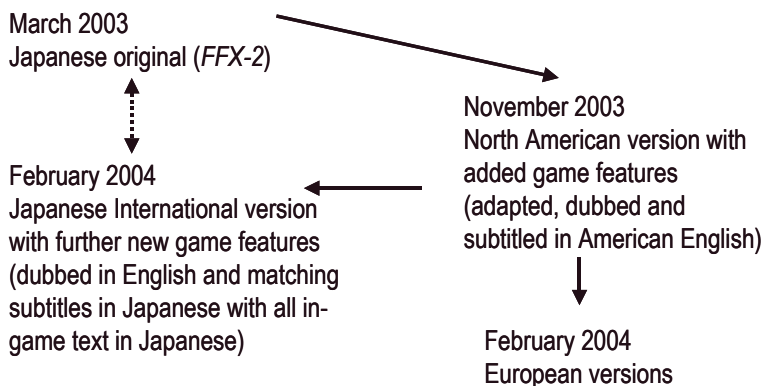 March 2003
Japanese original (FFX-2)
November 2003
North American version with
added game features
(adapted, dubbed and
subtitled in American English)
February 2004
Japanese International version
with further new game features
(dubbed in English and matching
subtitles in Japanese with all in-
game text in Japanese)
February 2004
European versions